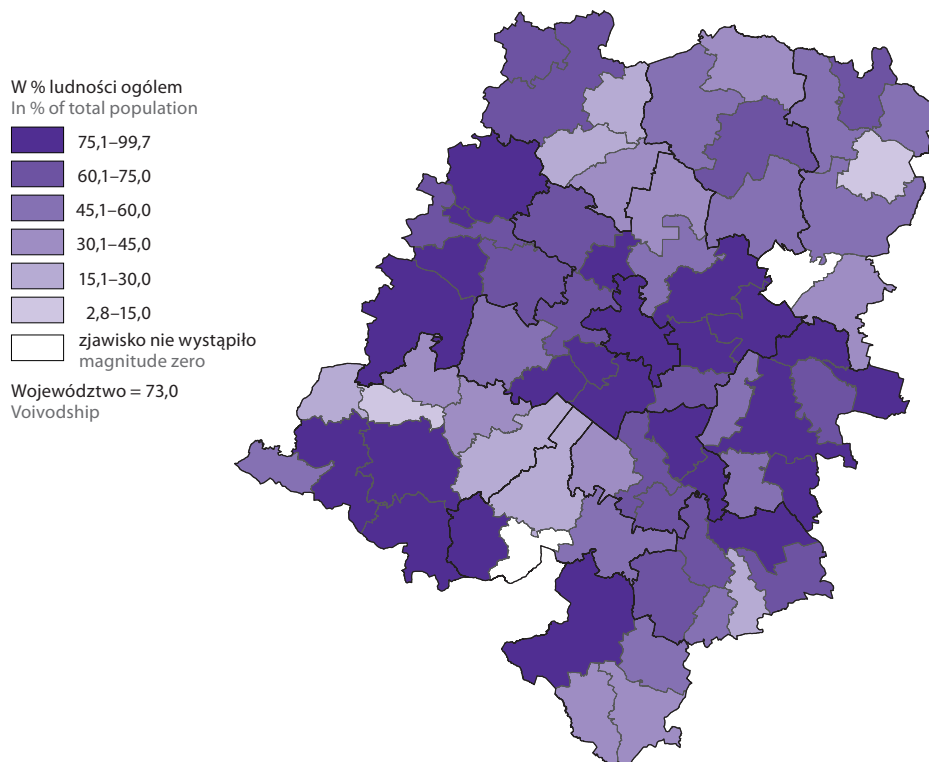 W % ludności ogółem
In % of total population
75,1–99,7
60,1–75,0
45,1–60,0
30,1–45,0
15,1–30,0
2,8–15,0
zjawisko nie wystąpiło
magnitude zero
Województwo = 73,0
Voivodship